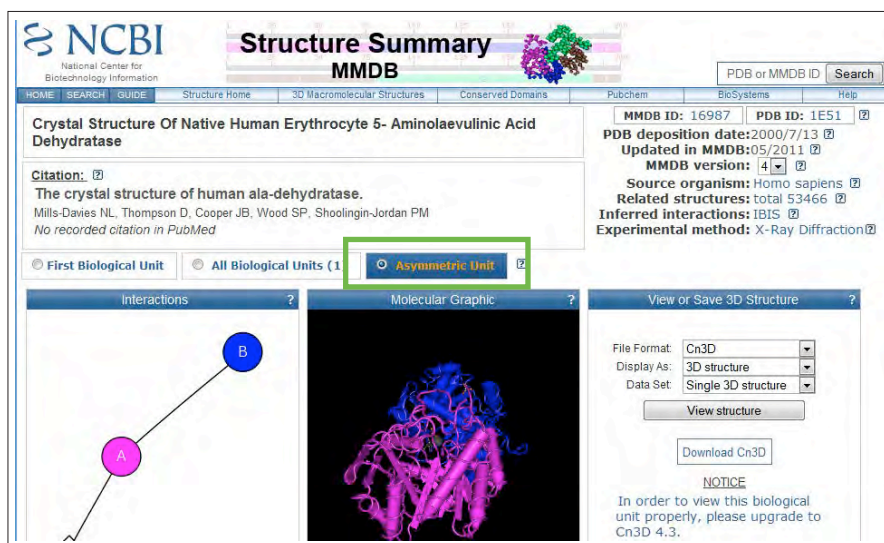 NCBI
National Center for
Biotechnology Information
Structure Summary
MMDB
PDB or MMDB ID Search
HOME SEARCH GUIDE Structure Home 3D Macromolecular Structures Conserved Domains Pubchem BioSystems Help
Crystal Structure Of Native Human Erythrocyte 5- Aminolaevulinic Acid
Dehydratase
Citation: ?
The crystal structure of human ala-dehydratase.
Mills-Davies NL, Thompson D, Cooper JB, Wood SP, Shoolingin-Jordan PM
No recorded citation in PubMed
MMDB ID: 16987 PDB ID: 1E51 ?
PDB deposition date:2000/7/13 ?
Updated in MMDB:05/2011 ?
MMDB version: 4 ?
Source organism: Homo sapiens ?
Related structures: total 53466 ?
Inferred interactions: IBIS ?
Experimental method: X-Ray Diffraction ?
First Biological Unit All Biological Units (1 Asymmetric Unit ?
Interactions ?
B
A
Molecular Graphic ?
View or Save 3D Structure ?
File Format: Cn3D
Display As: 3D structure
Data Set: Single 3D structure
View structure
Download Cn3D
NOTICE
In order to view this biological
unit properly, please upgrade to
Cn3D 4.3.